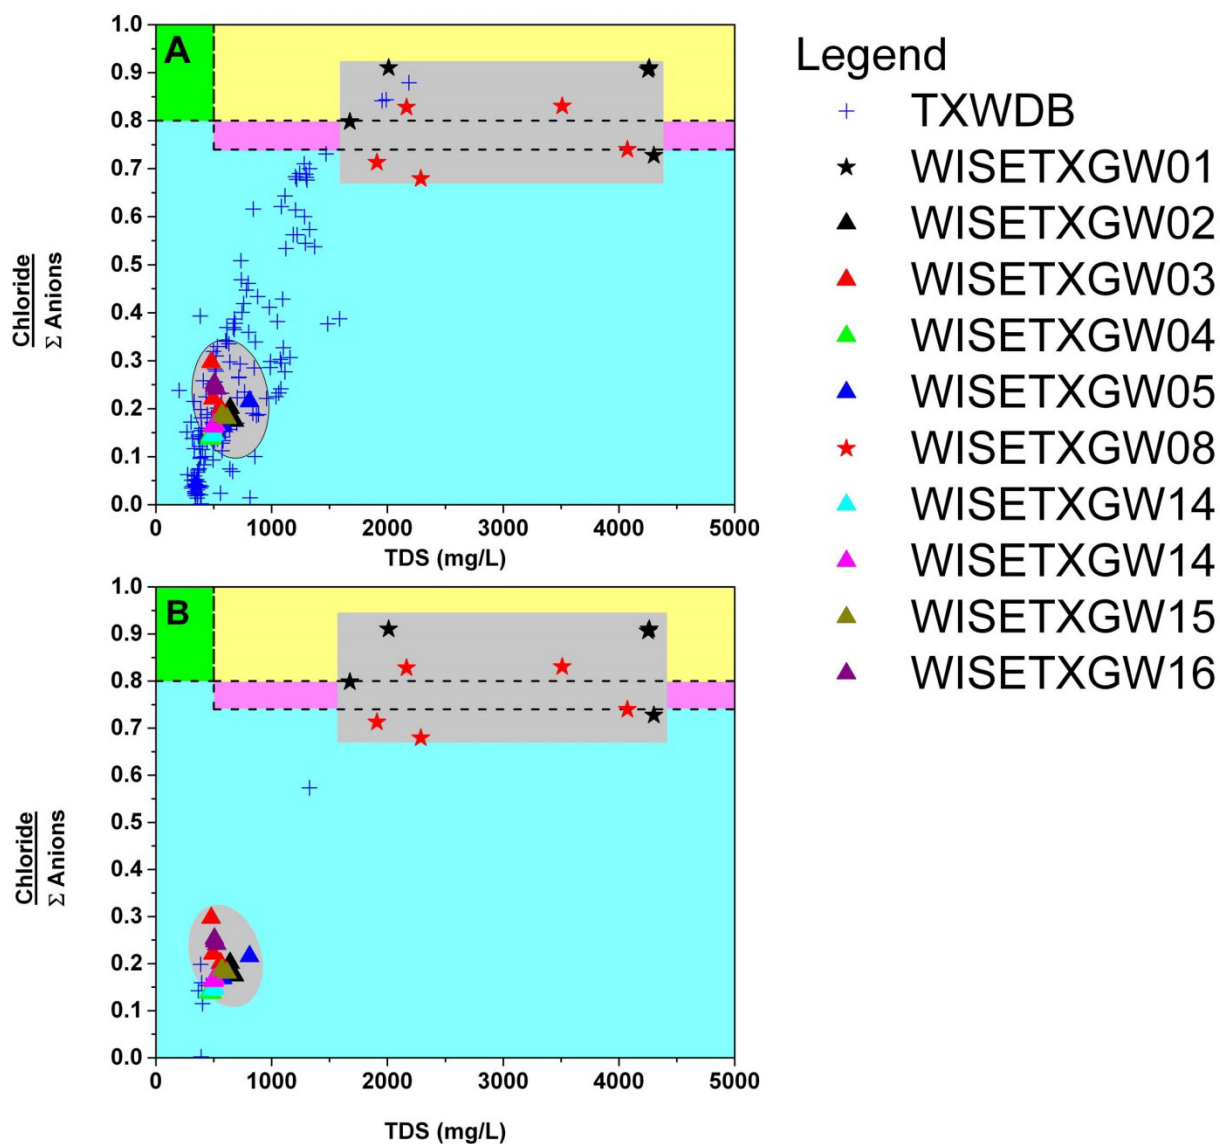 A
1.0
0.9
0.8
0.7
0.6
0.5
0.4
0.3
0.2
0.1
0.0
Chloride
Σ Anions
0 1000 2000 3000 4000 5000
TDS (mg/L)
B
1.0
0.9
0.8
0.7
0.6
0.5
0.4
0.3
0.2
0.1
0.0
Chloride
Σ Anions
0 1000 2000 3000 4000 5000
TDS (mg/L)
Legend
TXWDB
WISETXGW01
WISETXGW02
WISETXGW03
WISETXGW04
WISETXGW05
WISETXGW08
WISETXGW14
WISETXGW14
WISETXGW15
WISETXGW16